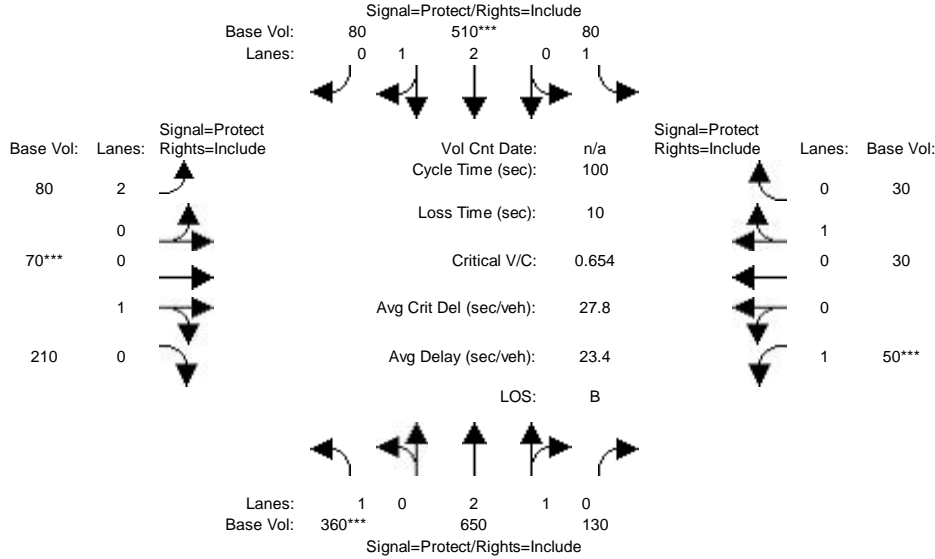 Signal=Protect/Rights=Include
Base Vol: 80 510*** 80
Lanes: 0 1 2 0 1
Signal=Protect Signal=Protect
Base Vol: Lanes: Rights=Include Vol Cnt Date: n/a Rights=Include Lanes: Base Vol:
Cycle Time (sec): 100
80 2 0 30
Loss Time (sec): 10
0 1
70*** 0 Critical V/C: 0.654 0 30
1 Avg Crit Del (sec/veh): 27.8 0
210 0 Avg Delay (sec/veh): 23.4 1 50***
LOS: B
Lanes: 1 0 2 1 0
Base Vol: 360*** 650 130
Signal=Protect/Rights=Include